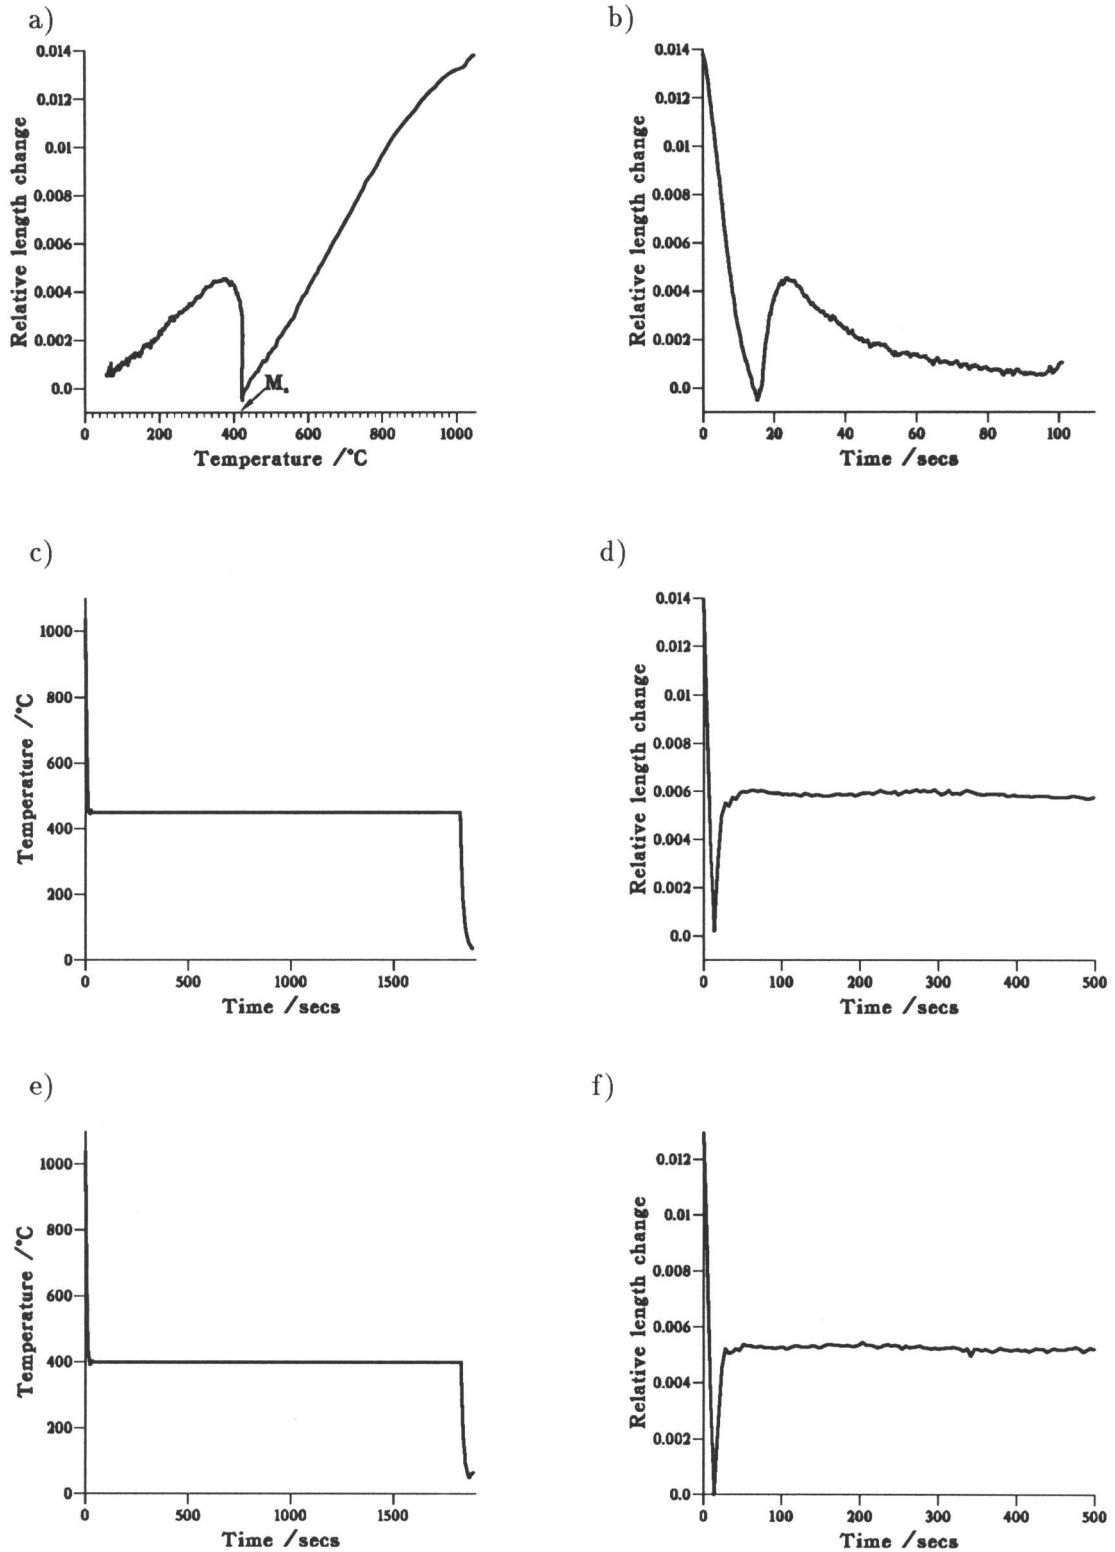 a)
0.014
0.012
0.01
0.008
0.006
0.004
0.002
0.0
Relative length change
Mₛ
0 200 400 600 800 1000
Temperature /°C
b)
0.014
0.012
0.01
0.008
0.006
0.004
0.002
0.0
Relative length change
0 20 40 60 80 100
Time /secs
c)
1000
800
600
400
200
0
Temperature /°C
0 500 1000 1500
Time /secs
d)
0.014
0.012
0.01
0.008
0.006
0.004
0.002
0.0
Relative length change
0 100 200 300 400 500
Time /secs
e)
1000
800
600
400
200
0
Temperature /°C
0 500 1000 1500
Time /secs
f)
0.012
0.01
0.008
0.006
0.004
0.002
0.0
Relative length change
0 100 200 300 400 500
Time /secs